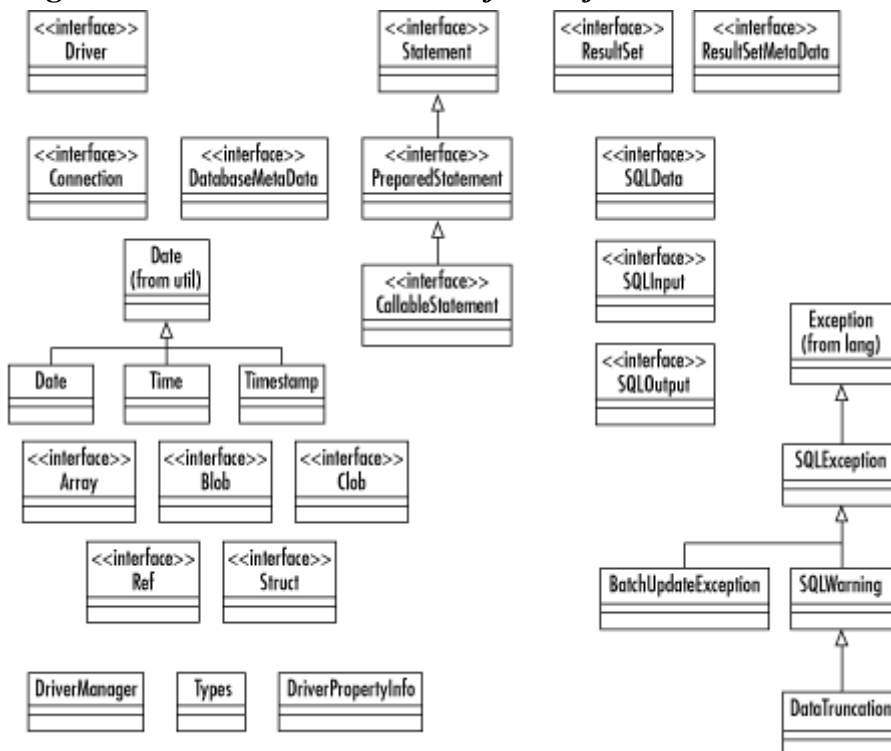 <<interface>>
Driver
<<interface>>
Statement
<<interface>>
ResultSet
<<interface>>
ResultSetMetaData
<<interface>>
Connection
<<interface>>
DatabaseMetaData
<<interface>>
PreparedStatement
<<interface>>
SQLData
Date
(from util)
<<interface>>
CallableStatement
<<interface>>
SQLInput
Exception
(from lang)
Date
Time
Timestamp
<<interface>>
SQLOutput
<<interface>>
Array
<<interface>>
Blob
<<interface>>
Clob
SQLException
<<interface>>
Ref
<<interface>>
Struct
BatchUpdateException
SQLWarning
DriverManager
Types
DriverPropertyInfo
DataTruncation